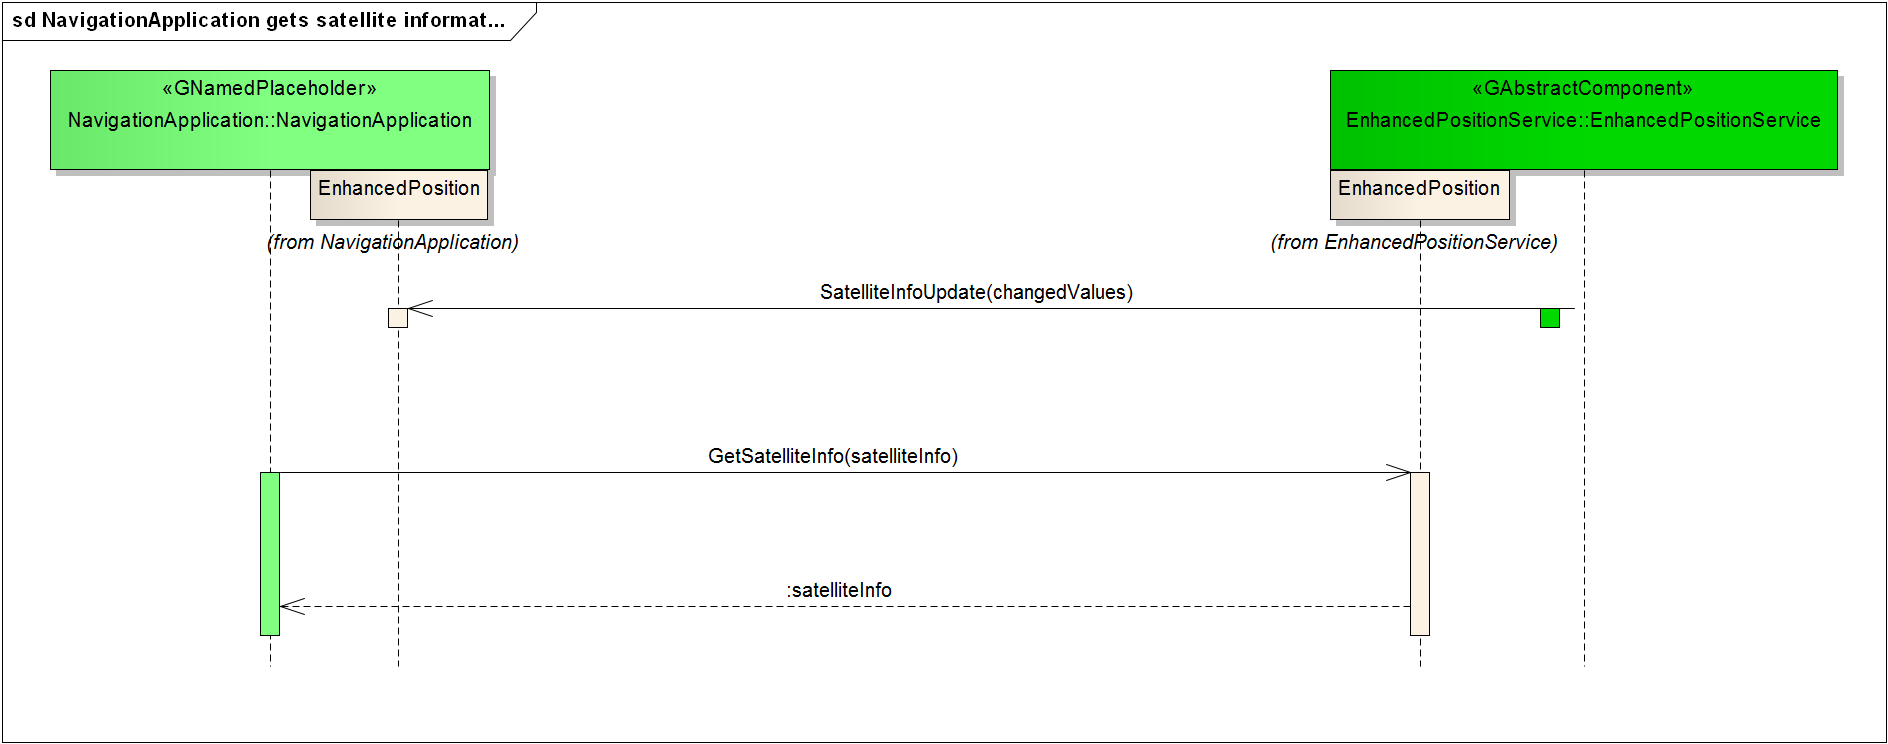 sd NavigationApplication gets satellite informat...
«GNamedPlaceholder»
NavigationApplication::NavigationApplication
«GAbstractComponent»
EnhancedPositionService::EnhancedPositionService
EnhancedPosition
EnhancedPosition
(from NavigationApplication)
(from EnhancedPositionService)
SatelliteInfoUpdate(changedValues)
GetSatelliteInfo(satelliteInfo)
:satelliteInfo